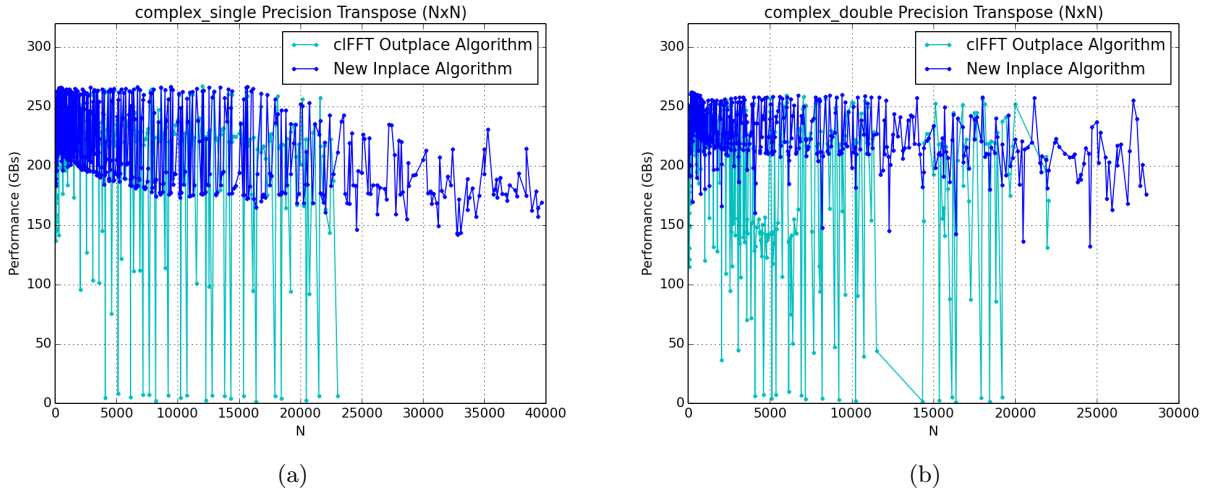 complex_single Precision Transpose (NxN)
clFFT Outplace Algorithm
New Inplace Algorithm
Performance (GBs)
300
250
200
150
100
50
0
0 5000 10000 15000 20000 25000 30000 35000 40000
N
(a)
complex_double Precision Transpose (NxN)
clFFT Outplace Algorithm
New Inplace Algorithm
Performance (GBs)
300
250
200
150
100
50
0
0 5000 10000 15000 20000 25000 30000
N
(b)